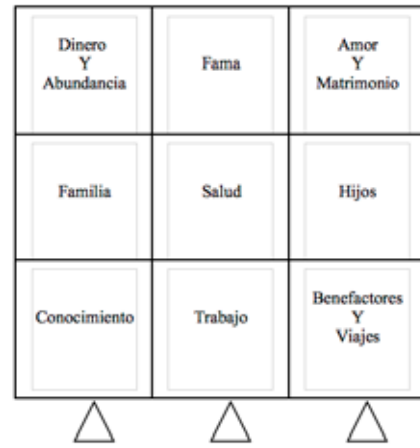 Dinero
Y
Abundancia
Fama
Amor
Y
Matrimonio
Familia
Salud
Hijos
Conocimiento
Trabajo
Benefactores
Y
Viajes